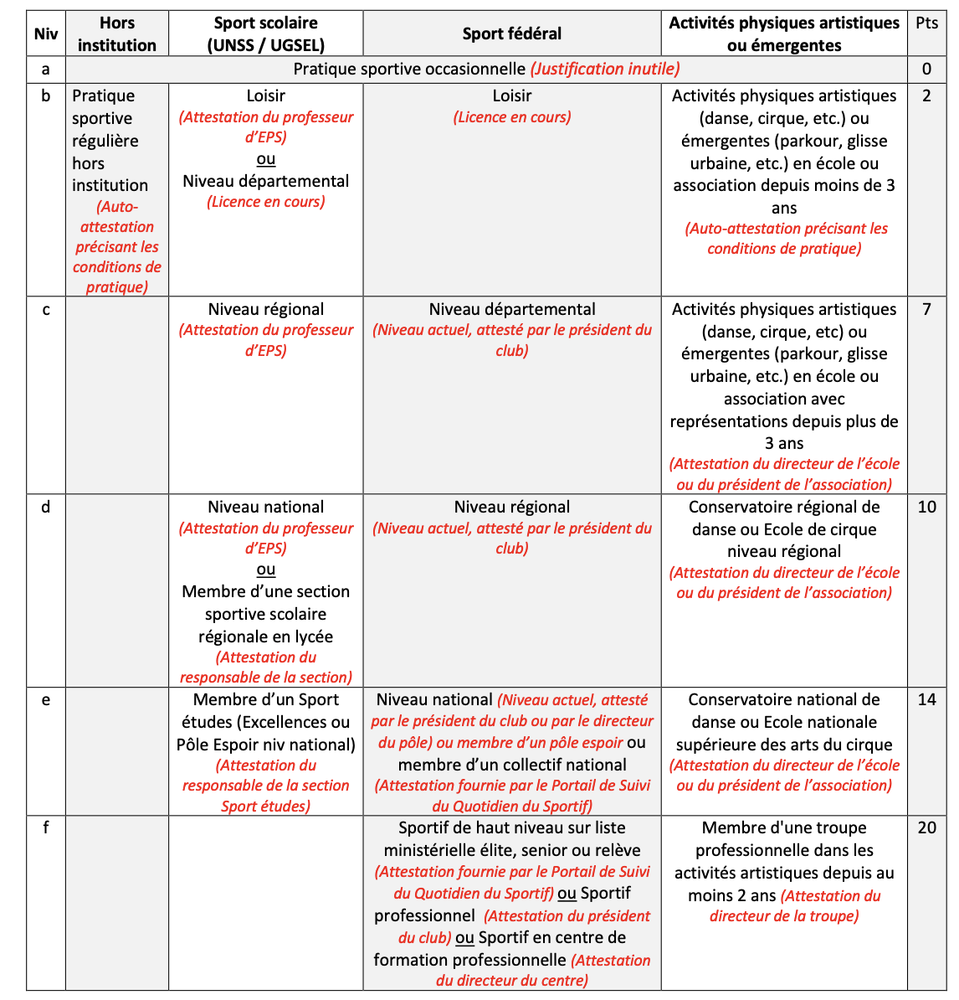 Niv
Hors
institution
Sport scolaire
(UNSS / UGSEL)
Sport fédéral
Activités physiques artistiques
ou émergentes
Pts
a
Pratique sportive occasionnelle (Justification inutile)
0
b
Pratique
sportive
régulière
hors
institution
(Auto-
attestation
précisant les
conditions de
pratique)
Loisir
(Attestation du professeur
d’EPS)
ou
Niveau départemental
(Licence en cours)
Loisir
(Licence en cours)
Activités physiques artistiques
(danse, cirque, etc.) ou
émergentes (parkour, glisse
urbaine, etc.) en école ou
association depuis moins de 3
ans
(Auto-attestation précisant les
conditions de pratique)
2
c
Niveau régional
(Attestation du professeur
d’EPS)
Niveau départemental
(Niveau actuel, attesté par le président du
club)
Activités physiques artistiques
(danse, cirque, etc) ou
émergentes (parkour, glisse
urbaine, etc.) en école ou
association avec
représentations depuis plus de
3 ans
(Attestation du directeur de l’école
ou du président de l’association)
7
d
Niveau national
(Attestation du professeur
d’EPS)
ou
Membre d’une section
sportive scolaire
régionale en lycée
(Attestation du
responsable de la section)
Niveau régional
(Niveau actuel, attesté par le président du
club)
Conservatoire régional de
danse ou Ecole de cirque
niveau régional
(Attestation du directeur de l’école
ou du président de l’association)
10
e
Membre d’un Sport
études (Excellences ou
Pôle Espoir niv national)
(Attestation du
responsable de la section
Sport études)
Niveau national (Niveau actuel, attesté
par le président du club ou par le directeur
du pôle) ou membre d’un pôle espoir ou
membre d’un collectif national
(Attestation fournie par le Portail de Suivi
du Quotidien du Sportif)
Conservatoire national de
danse ou Ecole nationale
supérieure des arts du cirque
(Attestation du directeur de l’école
ou du président de l’association)
14
f
Sportif de haut niveau sur liste
ministérielle élite, senior ou relève
(Attestation fournie par le Portail de Suivi
du Quotidien du Sportif) ou Sportif
professionnel (Attestation du président
du club) ou Sportif en centre de
formation professionnelle (Attestation
du directeur du centre)
Membre d'une troupe
professionnelle dans les
activités artistiques depuis au
moins 2 ans (Attestation du
directeur de la troupe)
20